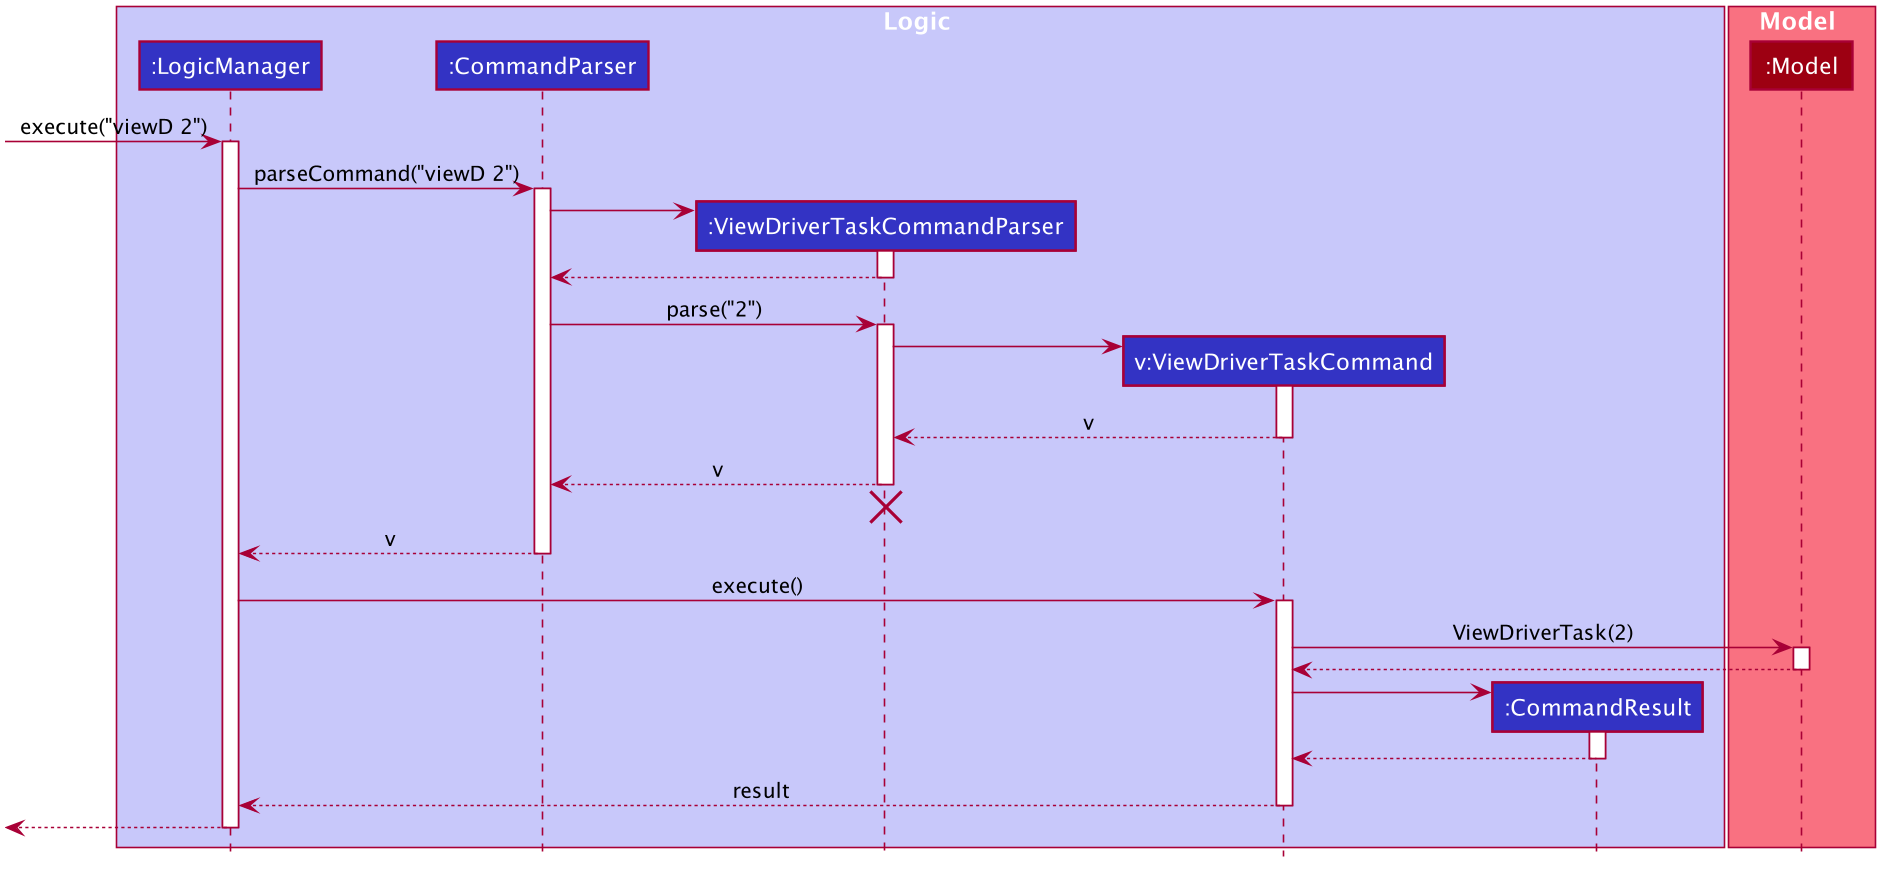 Logic
Model
:LogicManager
:CommandParser
:Model
execute("viewD 2")
parseCommand("viewD 2")
:ViewDriverTaskCommandParser
parse("2")
v:ViewDriverTaskCommand
v
v
v
execute()
ViewDriverTask(2)
:CommandResult
result